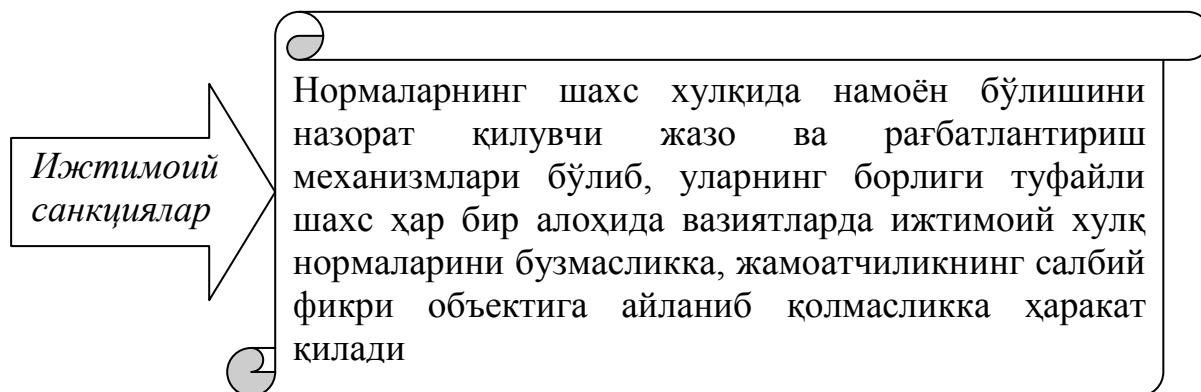 Ижтимоий
санкциялар
Нормаларнинг шахс хулқида намоён бўлишини
назорат қилувчи жазо ва рағбатлантириш
механизмлари бўлиб, уларнинг борлиги туфайли
шахс ҳар бир алоҳида вазиятларда ижтимоий хулқ
нормаларини бузмасликка, жамоатчиликнинг салбий
фикри объектига айланиб қолмасликка ҳаракат
қилади